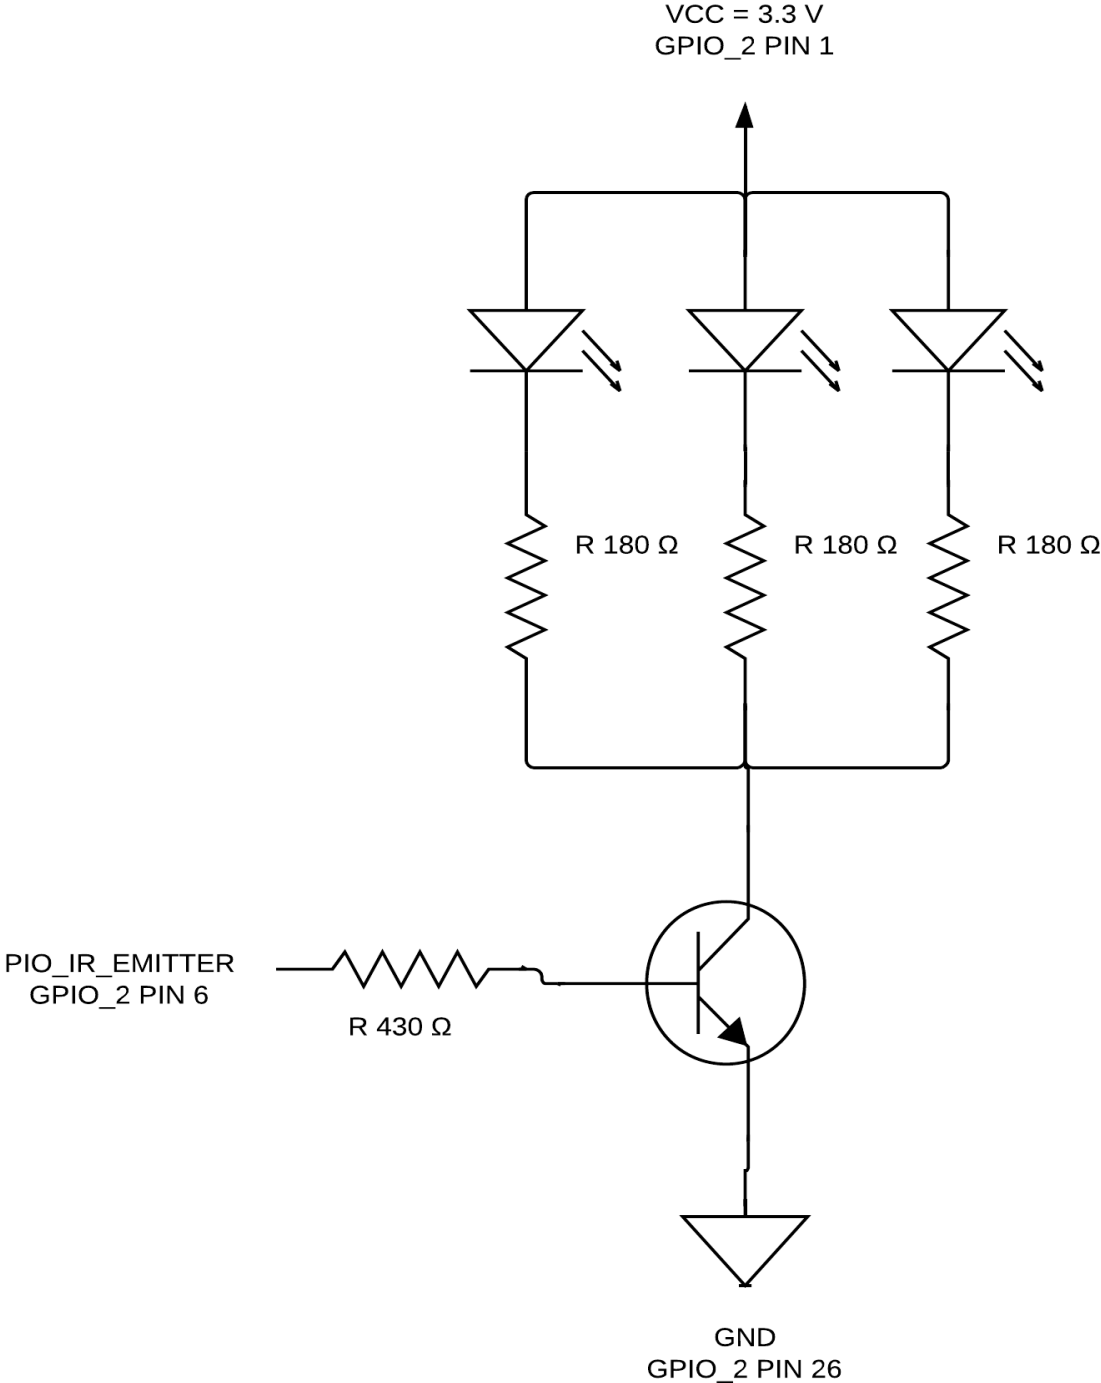 VCC = 3.3 V
GPIO_2 PIN 1
R 180 Ω
R 180 Ω
R 180 Ω
PIO_IR_EMITTER
GPIO_2 PIN 6
R 430 Ω
GND
GPIO_2 PIN 26